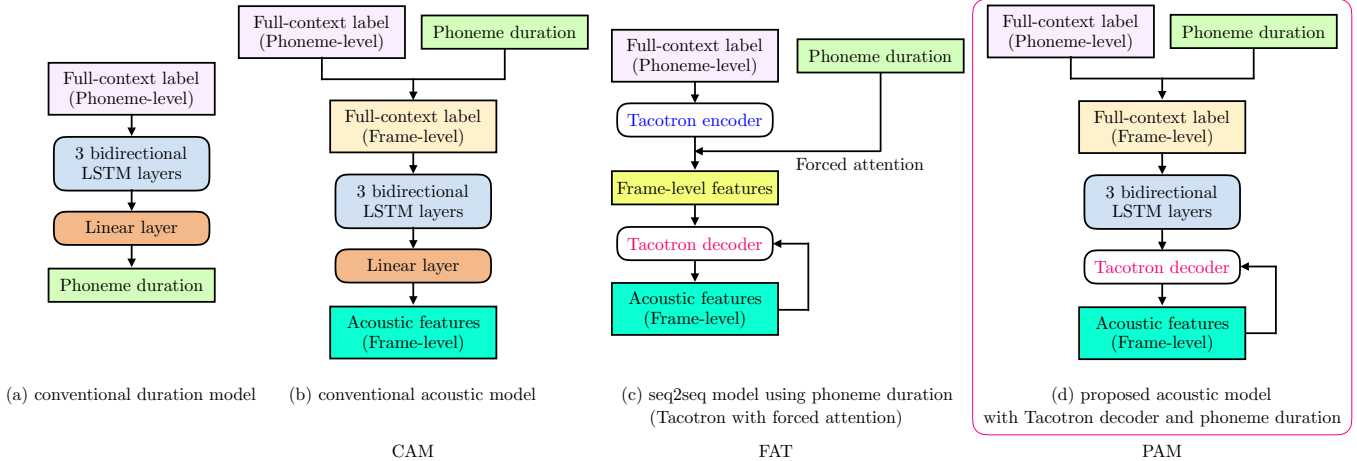 Full-context label
(Phoneme-level)
3 bidirectional
LSTM layers
Linear layer
Phoneme duration
(a) conventional duration model
Full-context label
(Phoneme-level)
Phoneme duration
Full-context label
(Frame-level)
3 bidirectional
LSTM layers
Linear layer
Acoustic features
(Frame-level)
(b) conventional acoustic model
CAM
Full-context label
(Phoneme-level)
Phoneme duration
Tacotron encoder
Forced attention
Frame-level features
Tacotron decoder
Acoustic features
(Frame-level)
(c) seq2seq model using phoneme duration
(Tacotron with forced attention)
FAT
Full-context label
(Phoneme-level)
Phoneme duration
Full-context label
(Frame-level)
3 bidirectional
LSTM layers
Tacotron decoder
Acoustic features
(Frame-level)
(d) proposed acoustic model
with Tacotron decoder and phoneme duration
PAM